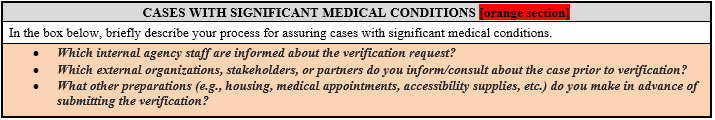 CASES WITH SIGNIFICANT MEDICAL CONDITIONS [orange section]
In the box below, briefly describe your process for assuring cases with significant medical conditions.
• Which internal agency staff are informed about the verification request?
• Which external organizations, stakeholders, or partners do you inform/consult about the case prior to verification?
• What other preparations (e.g., housing, medical appointments, accessibility supplies, etc.) do you make in advance of
submitting the verification?